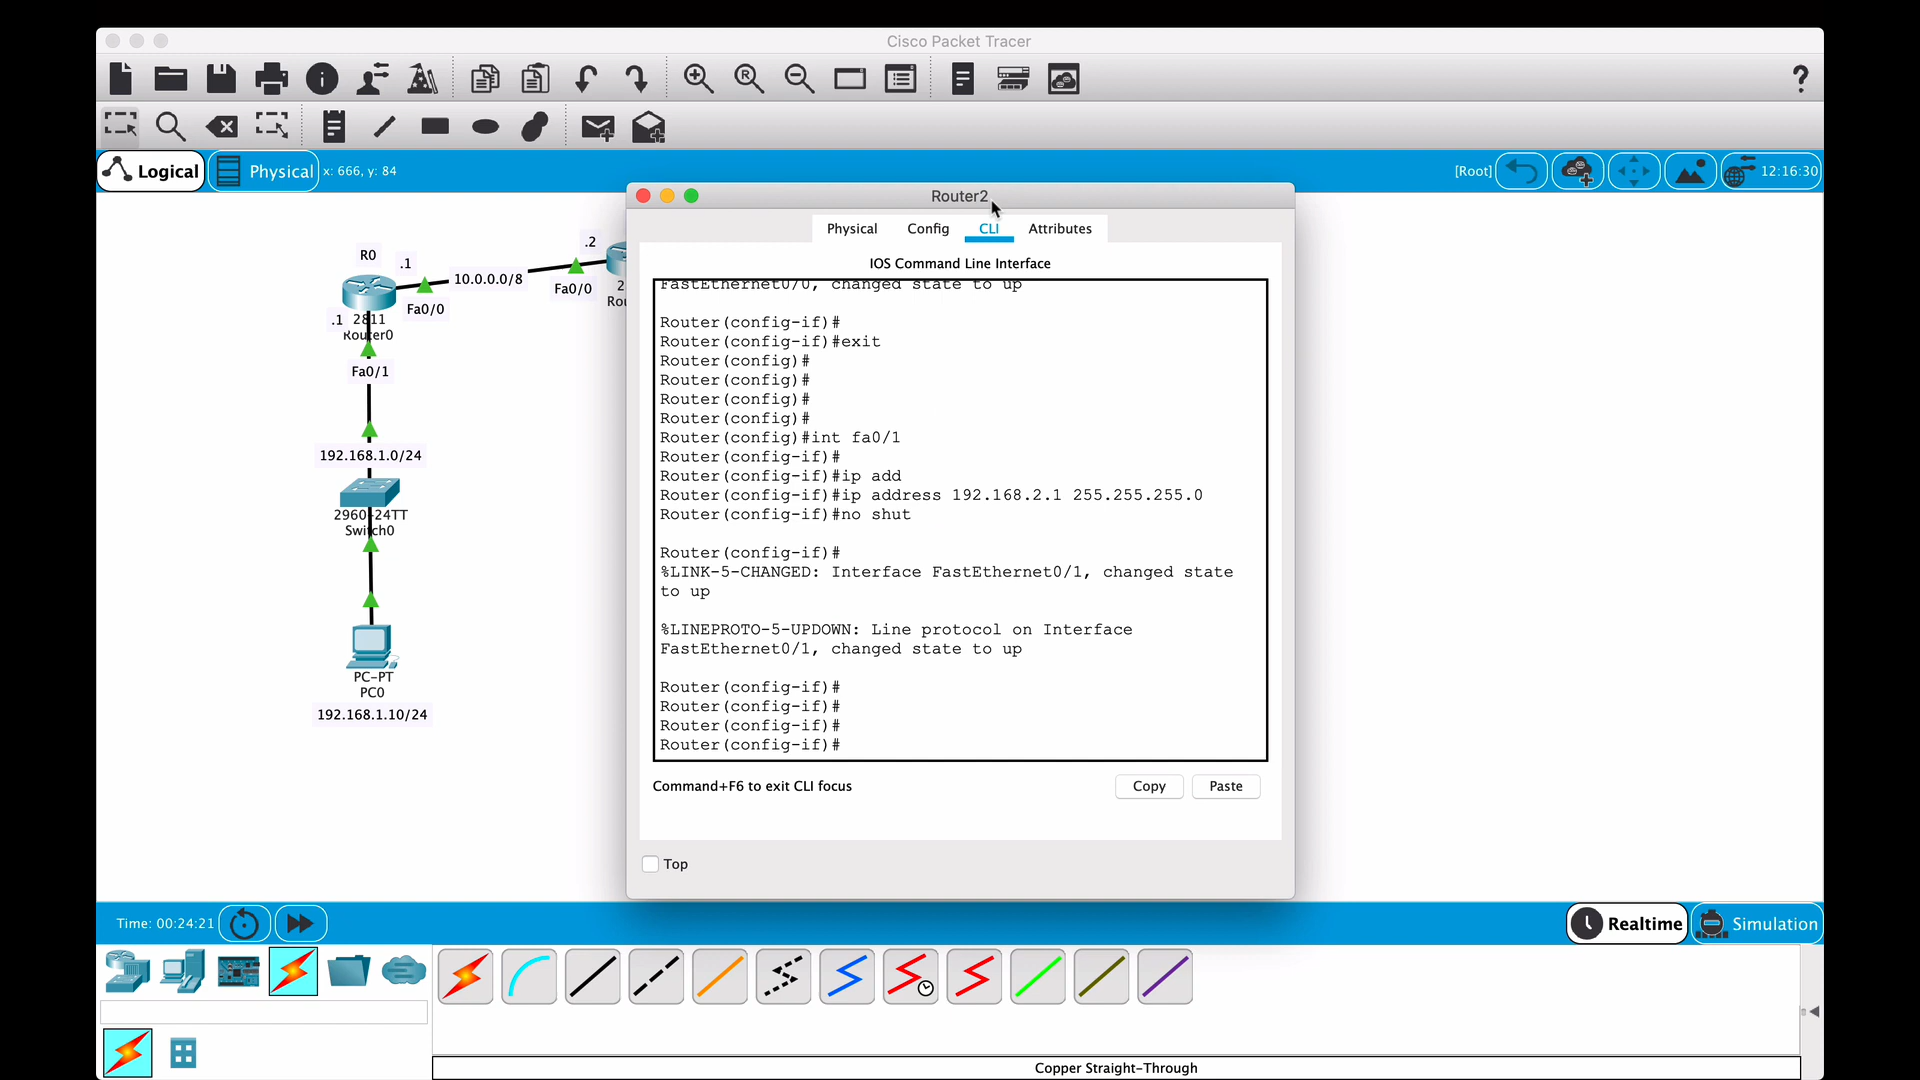 Cisco Packet Tracer
Logical
Physical
x: 666, y: 84
[Root]
12:16:30
Router2
Physical
Config
CLI
Attributes
IOS Command Line Interface
FastEthernet0/0, changed state to up
Router(config-if)#
Router(config-if)#exit
Router(config)#
Router(config)#
Router(config)#
Router(config)#
Router(config)#int fa0/1
Router(config-if)#
Router(config-if)#ip add
Router(config-if)#ip address 192.168.2.1 255.255.255.0
Router(config-if)#no shut
Router(config-if)#
%LINK-5-CHANGED: Interface FastEthernet0/1, changed state
to up
%LINEPROTO-5-UPDOWN: Line protocol on Interface
FastEthernet0/1, changed state to up
Router(config-if)#
Router(config-if)#
Router(config-if)#
Router(config-if)#
Command+F6 to exit CLI focus
Copy
Paste
Top
R0
.1
10.0.0.0/8
.2
Fa0/0
Fa0/0
2
Rou
.1
2811
Router0
Fa0/1
192.168.1.0/24
2960-24TT
Switch0
PC-PT
PC0
192.168.1.10/24
Time: 00:24:21
Realtime
Simulation
Copper Straight-Through